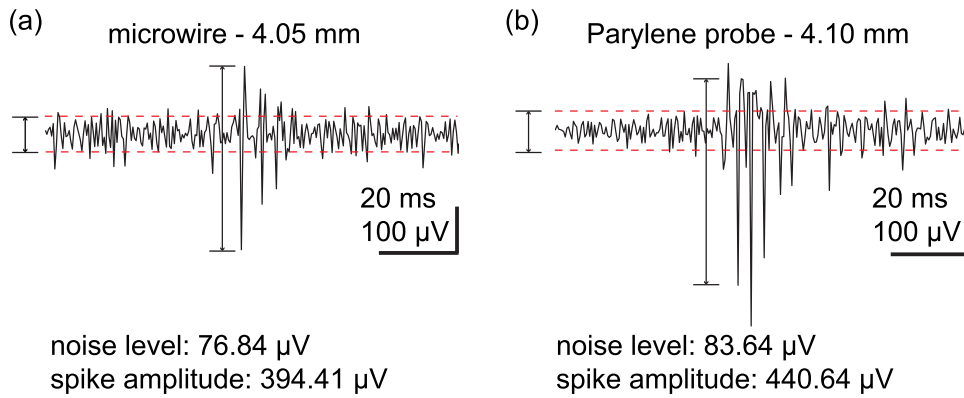 (a)
microwire - 4.05 mm
20 ms
100 µV
noise level: 76.84 µV
spike amplitude: 394.41 µV
(b)
Parylene probe - 4.10 mm
20 ms
100 µV
noise level: 83.64 µV
spike amplitude: 440.64 µV